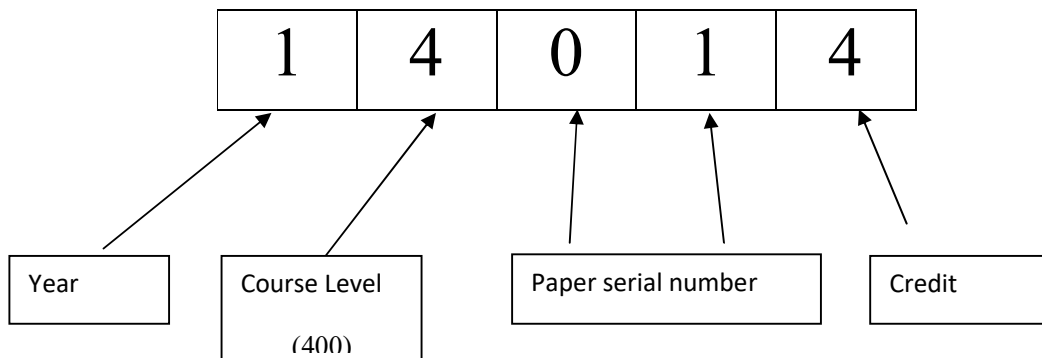 1 4 0 1 4
Year
Course Level
Paper serial number
Credit
(400)